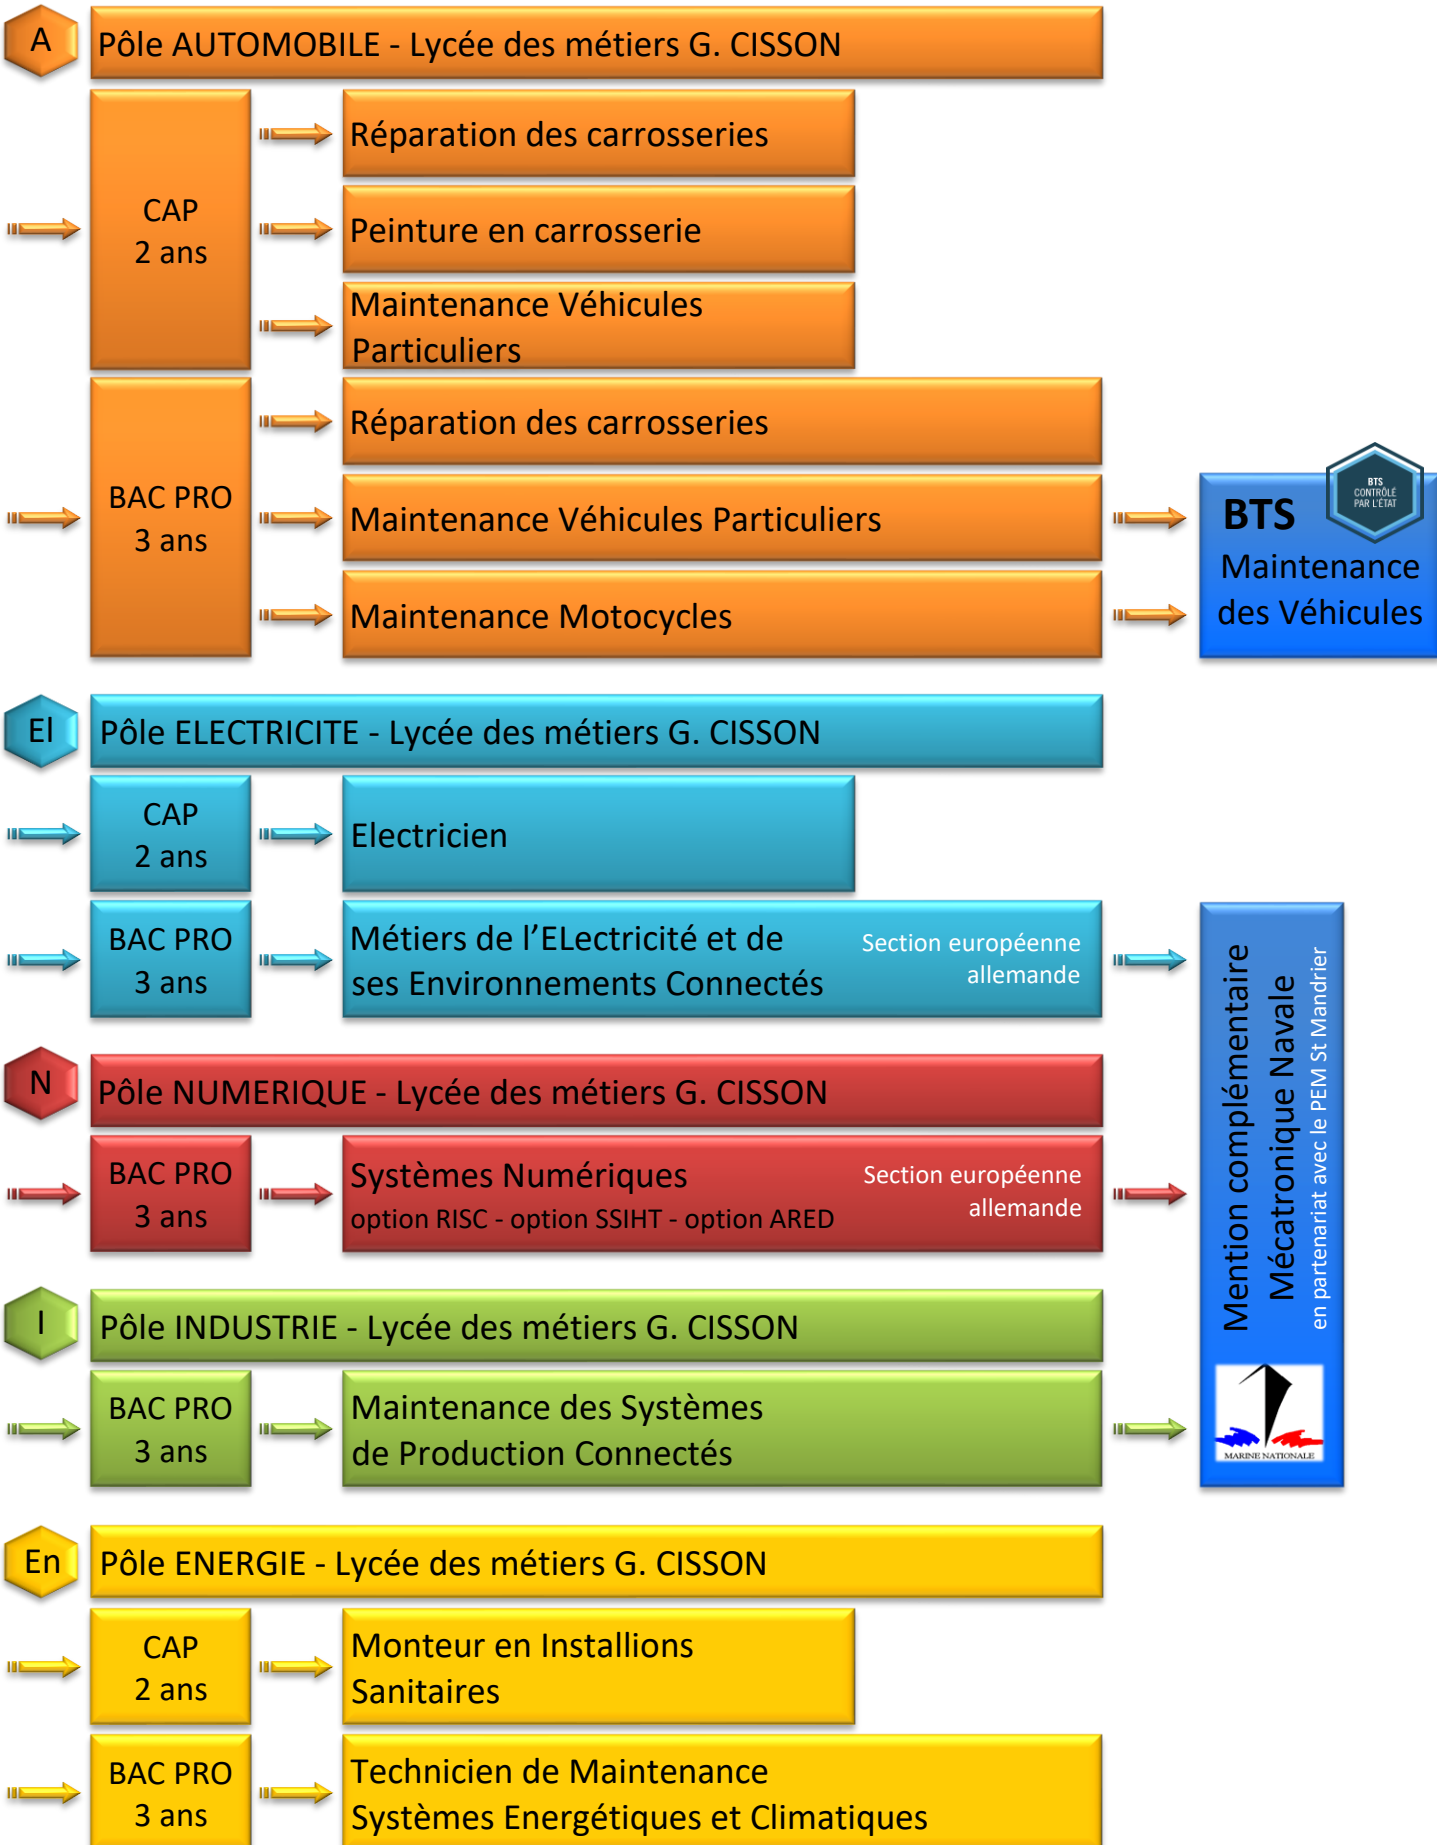 A
Pôle AUTOMOBILE - Lycée des métiers G. CISSON
CAP
2 ans
Réparation des carrosseries
Peinture en carrosserie
Maintenance Véhicules
Particuliers
BAC PRO
3 ans
Réparation des carrosseries
Maintenance Véhicules Particuliers
Maintenance Motocycles
BTS
CONTRÔLÉ
PAR L'ÉTAT
BTS
Maintenance
des Véhicules
El
Pôle ELECTRICITE - Lycée des métiers G. CISSON
CAP
2 ans
Electricien
BAC PRO
3 ans
Métiers de l’ELectricité et de
ses Environnements Connectés
Section européenne
allemande
N
Pôle NUMERIQUE - Lycée des métiers G. CISSON
BAC PRO
3 ans
Systèmes Numériques
option RISC - option SSIHT - option ARED
Section européenne
allemande
I
Pôle INDUSTRIE - Lycée des métiers G. CISSON
BAC PRO
3 ans
Maintenance des Systèmes
de Production Connectés
Mention complémentaire
Mécatronique Navale
en partenariat avec le PEM St Mandrier
MARINE NATIONALE
En
Pôle ENERGIE - Lycée des métiers G. CISSON
CAP
2 ans
Monteur en Installions
Sanitaires
BAC PRO
3 ans
Technicien de Maintenance
Systèmes Energétiques et Climatiques